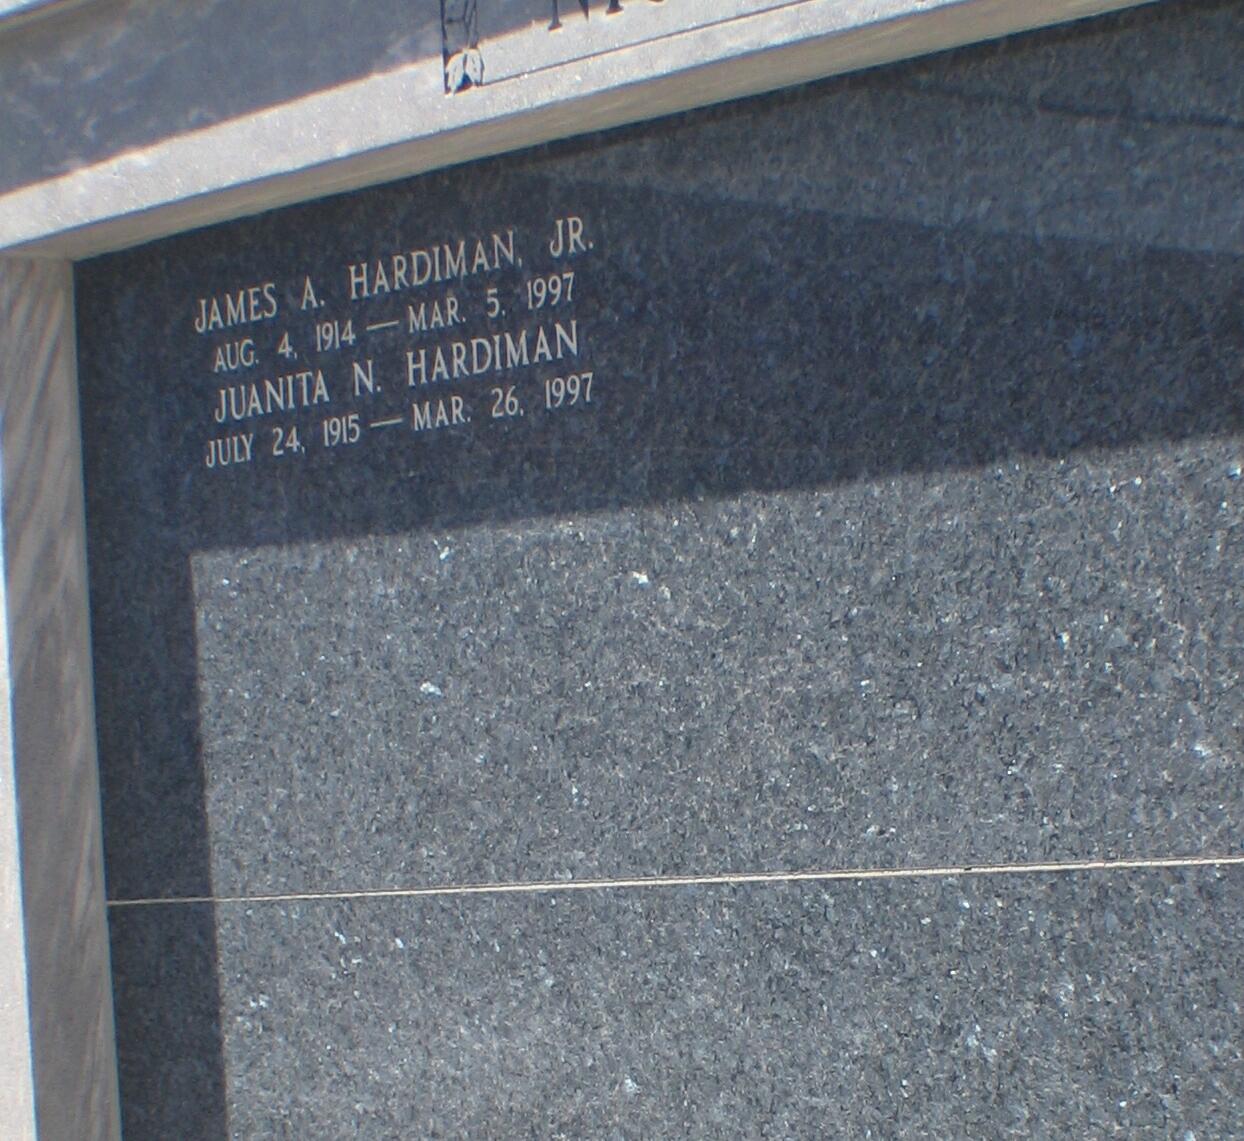 JAMES A. HARDIMAN, JR.
AUG. 4, 1914 — MAR. 5, 1997
JUANITA N. HARDIMAN
JULY 24, 1915 — MAR. 26, 1997